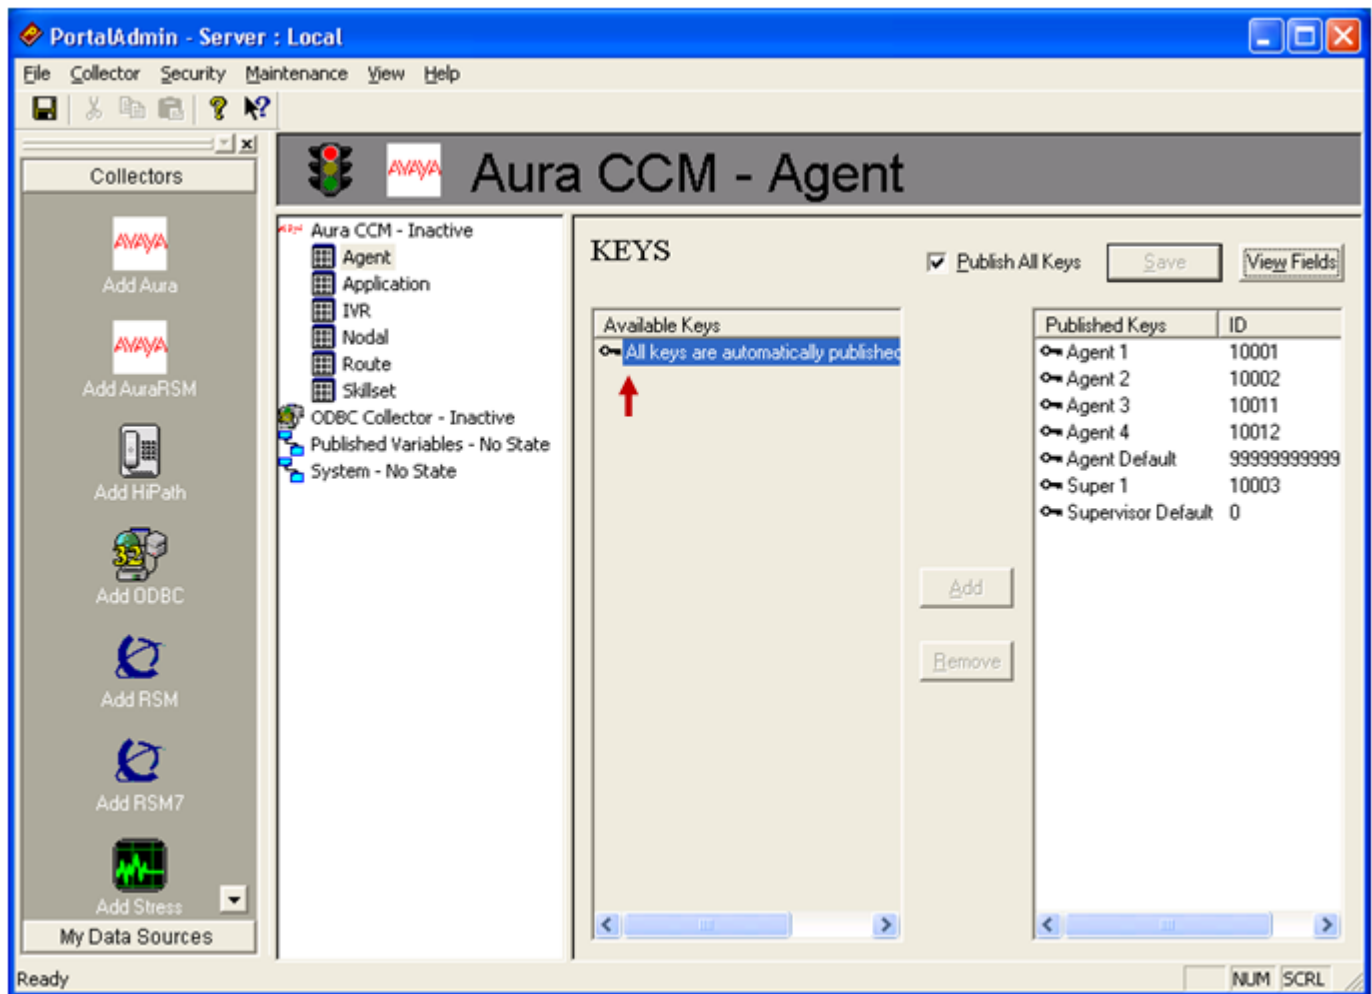 PortalAdmin - Server : Local
File Collector Security Maintenance View Help
Collectors
AVAYA
Add Aura
AVAYA
Add AuraRSM
Add HiPath
32
Add ODBC
Add RSM
Add RSM7
Add Stress
My Data Sources
AVAYA Aura CCM - Agent
Aura CCM - Inactive
Agent
Application
IVR
Nodal
Route
Skillset
ODBC Collector - Inactive
Published Variables - No State
System - No State
KEYS
Publish All Keys Save View Fields
Available Keys
All keys are automatically published
Add
Remove
Published Keys ID
Agent 1 10001
Agent 2 10002
Agent 3 10011
Agent 4 10012
Agent Default 99999999999
Super 1 10003
Supervisor Default 0
Ready NUM SCRL